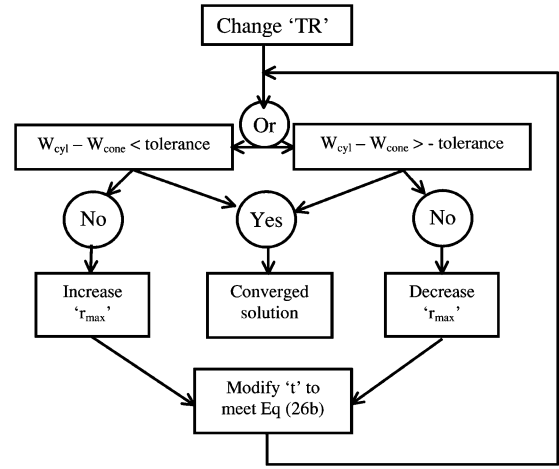 Change ‘TR’
Or
W_cyl – W_cone < tolerance
W_cyl – W_cone > - tolerance
No
Yes
No
Increase
‘r_max’
Converged
solution
Decrease
‘r_max’
Modify ‘t’ to
meet Eq (26b)